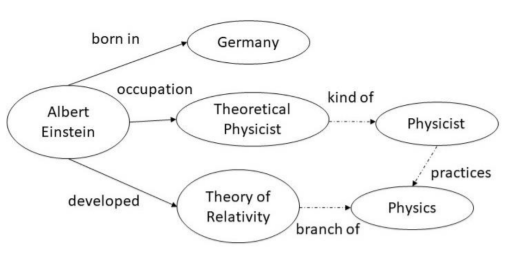 born in
Germany
occupation
Albert
Einstein
Theoretical
Physicist
kind of
Physicist
practices
developed
Theory of
Relativity
branch of
Physics